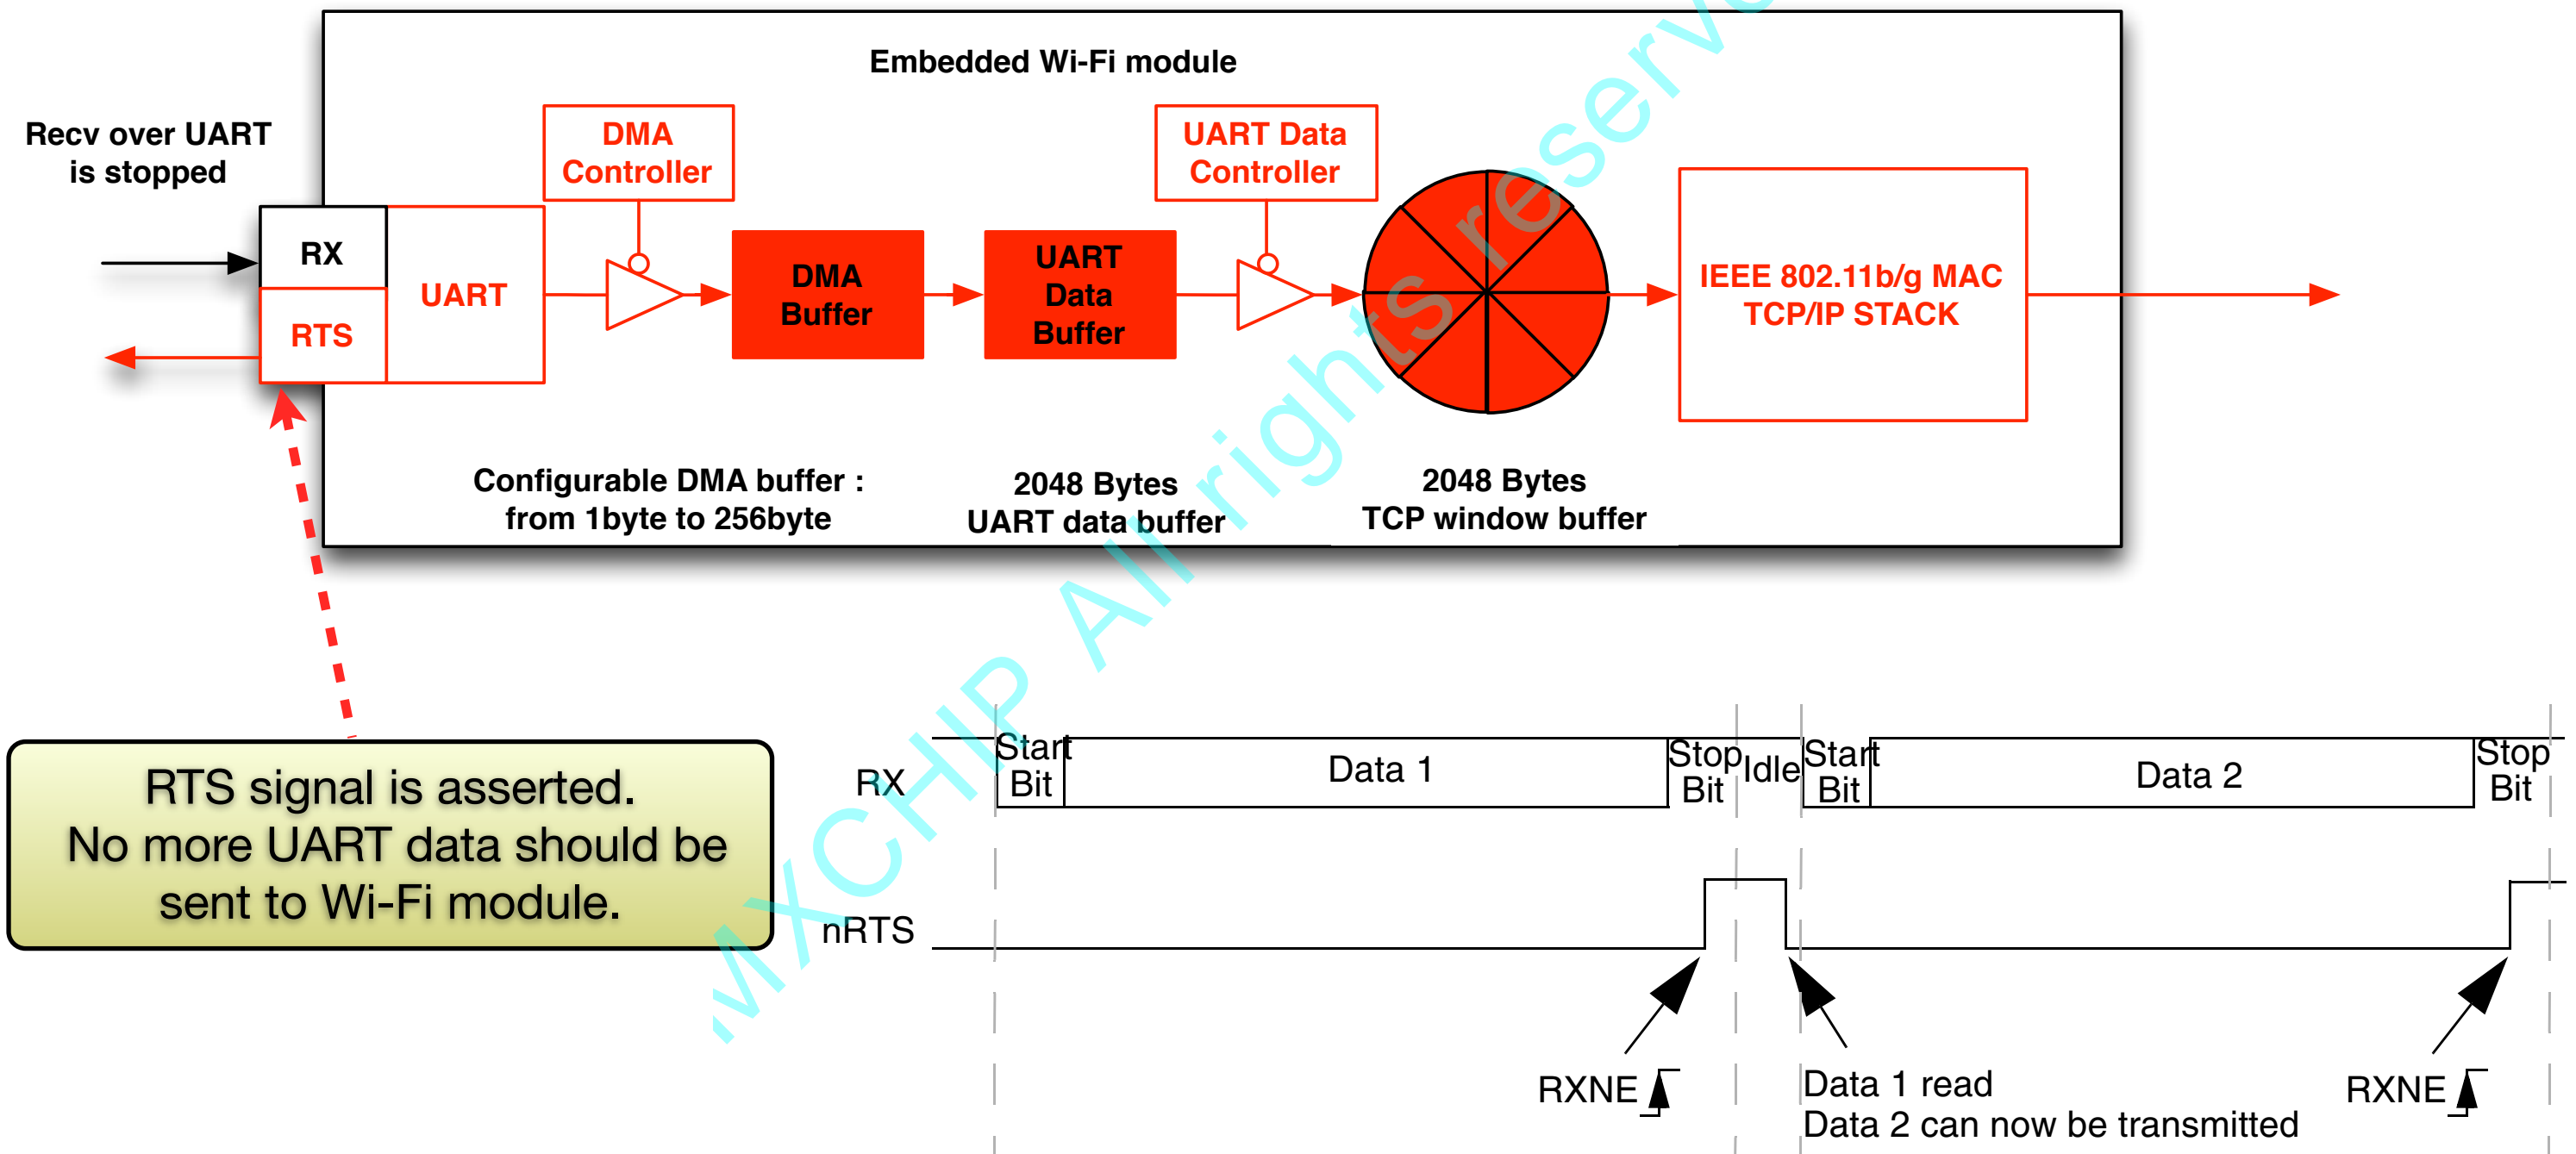 Embedded Wi-Fi module
Recv over UART
is stopped
DMA
Controller
UART Data
Controller
RX
RTS
UART
DMA
Buffer
UART
Data
Buffer
IEEE 802.11b/g MAC
TCP/IP STACK
Configurable DMA buffer :
from 1byte to 256byte
2048 Bytes
UART data buffer
2048 Bytes
TCP window buffer
MXCHIP All rights reserv
RTS signal is asserted.
No more UART data should be
sent to Wi-Fi module.
RX
Start
Bit
Data 1
Stop
Bit
Idle
Start
Bit
Data 2
Stop
Bit
nRTS
RXNE
Data 1 read
Data 2 can now be transmitted
RXNE